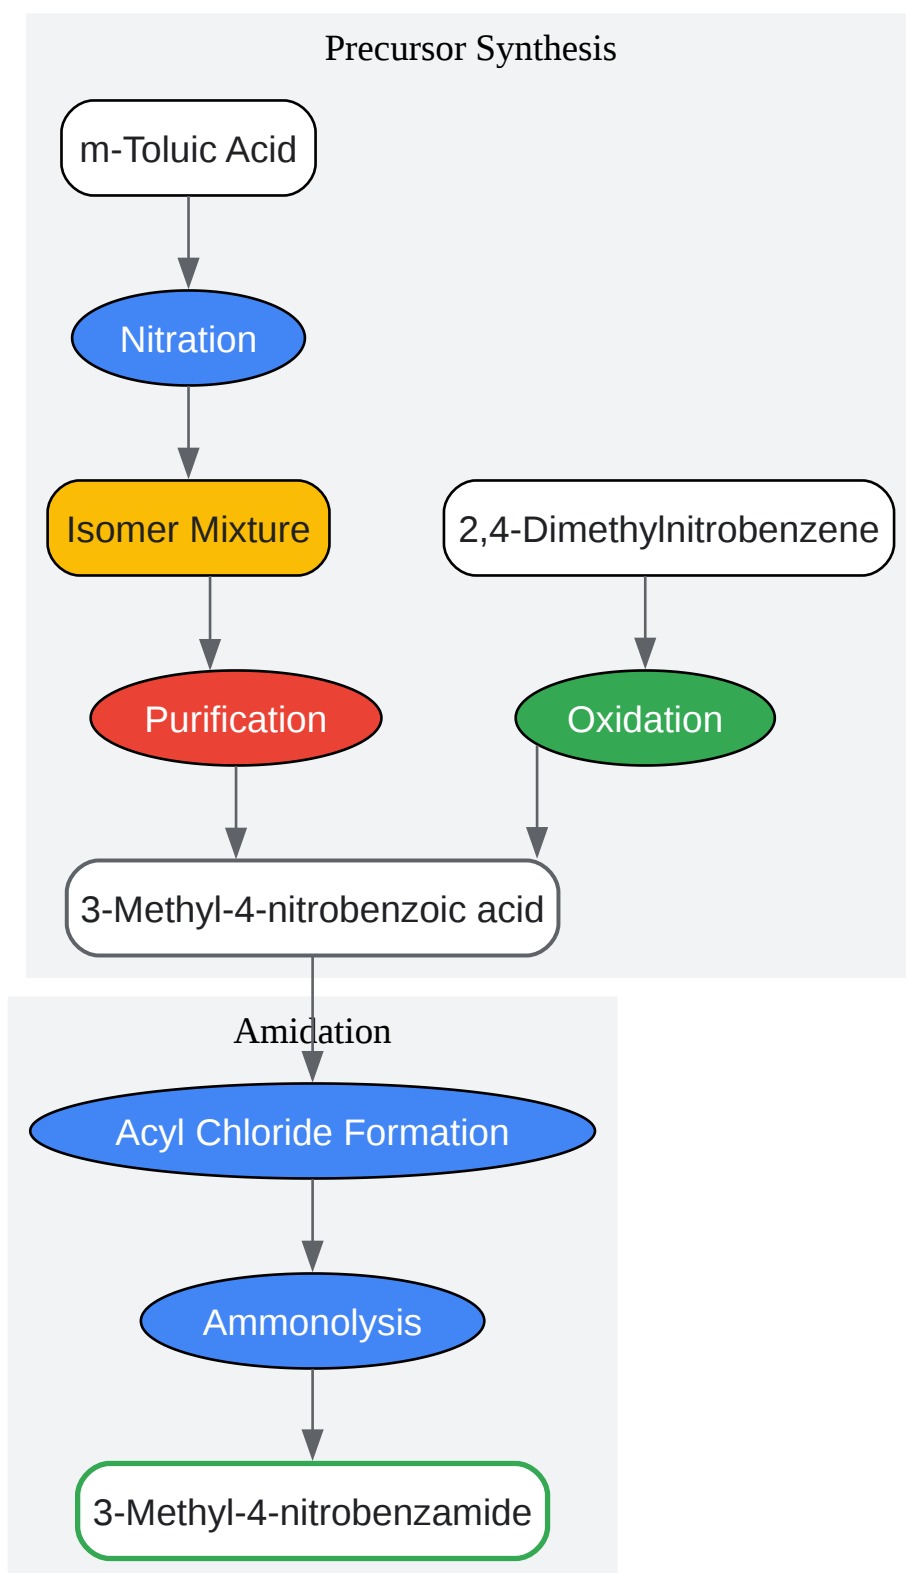 Precursor Synthesis
m-Toluic Acid
Nitration
Isomer Mixture
2,4-Dimethylnitrobenzene
Purification
Oxidation
3-Methyl-4-nitrobenzoic acid
Amidation
Acyl Chloride Formation
Ammonolysis
3-Methyl-4-nitrobenzamide